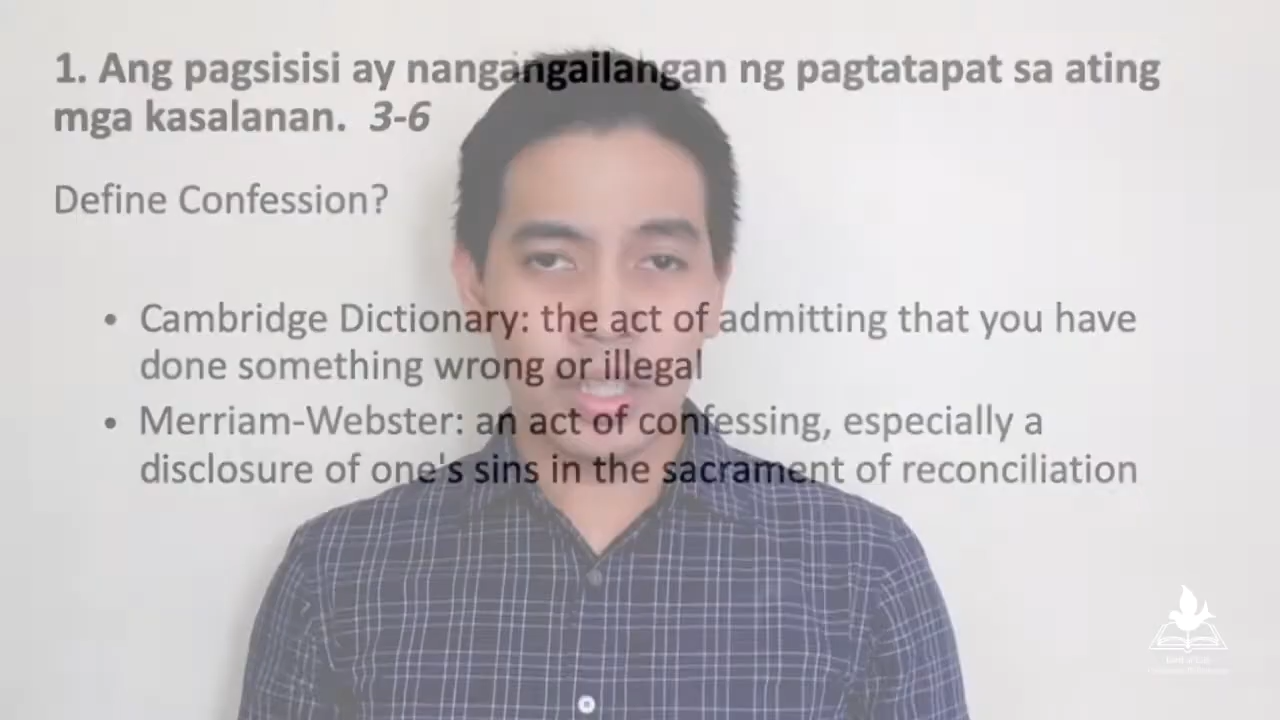 1. Ang pagsisisi ay nangangailangan ng pagtatapat sa ating
mga kasalanan.  3-6
Define Confession?
• Cambridge Dictionary: the act of admitting that you have
done something wrong or illegal
• Merriam-Webster: an act of confessing, especially a
disclosure of one's sins in the sacrament of reconciliation